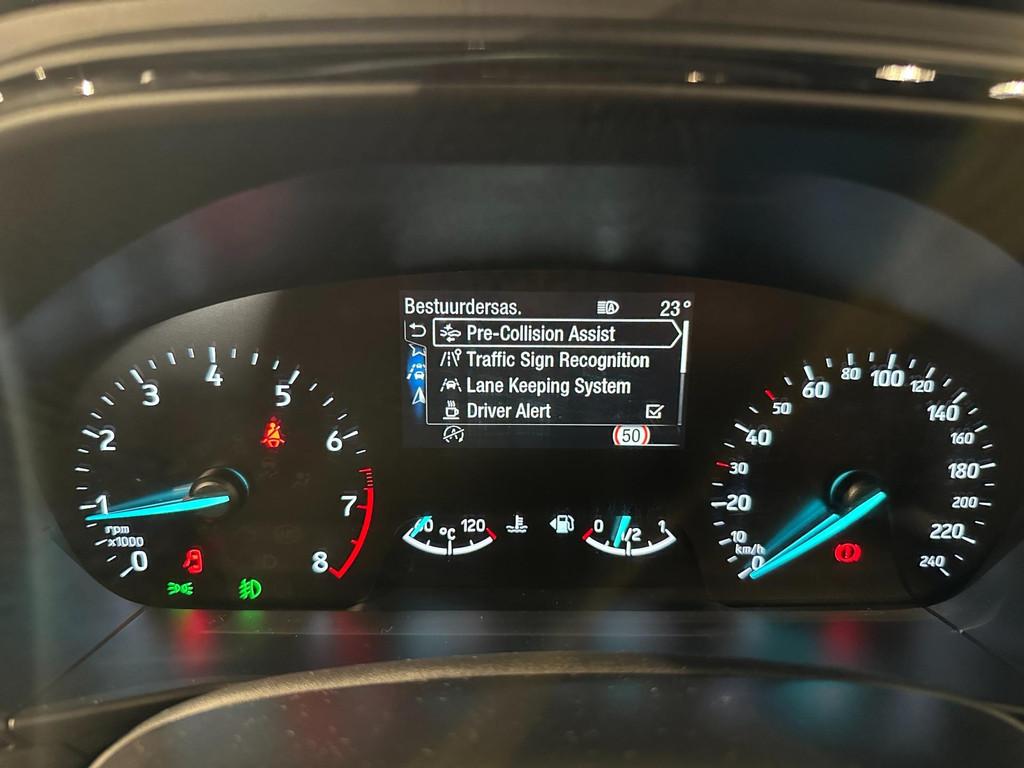 Bestuurdersas. 23°
Pre-Collision Assist
Traffic Sign Recognition
Lane Keeping System
Driver Alert
50
0 1 2 3 4 5 6 7 8
rpm
x1000
60 °C 120
0 1/2 1
0 10 20 30 40 50 60 80 100 120 140 160 180 200 220 240
km/h